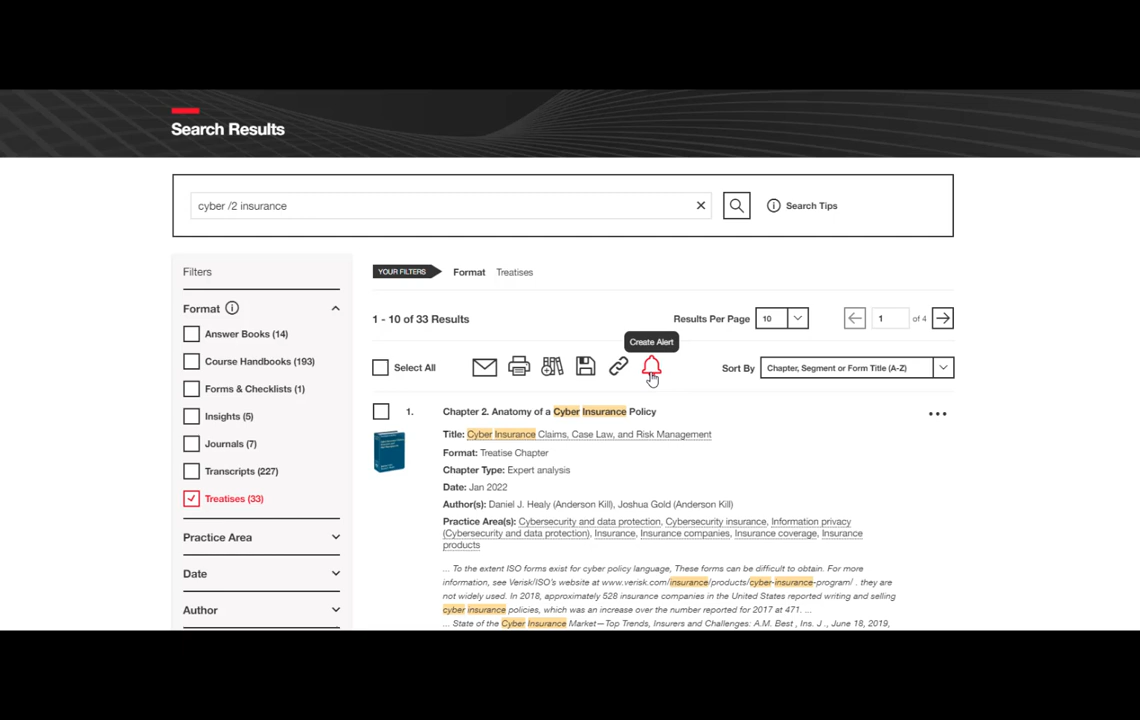 Search Results
cyber /2 insurance
Search Tips
Filters
Format
Answer Books (14)
Course Handbooks (193)
Forms & Checklists (1)
Insights (5)
Journals (7)
Transcripts (227)
Treatises (33)
Practice Area
Date
Author
YOUR FILTERS Format Treatises
1 - 10 of 33 Results
Results Per Page 10
1 of 4
Create Alert
Select All
Sort By Chapter, Segment or Form Title (A-Z)
1. Chapter 2. Anatomy of a Cyber Insurance Policy
Title: Cyber Insurance Claims, Case Law, and Risk Management
Format: Treatise Chapter
Chapter Type: Expert analysis
Date: Jan 2022
Author(s): Daniel J. Healy (Anderson Kill), Joshua Gold (Anderson Kill)
Practice Area(s): Cybersecurity and data protection, Cybersecurity insurance, Information privacy
(Cybersecurity and data protection), Insurance, Insurance companies, Insurance coverage, Insurance
products
... To the extent ISO forms exist for cyber policy language, These forms can be difficult to obtain. For more
information, see Verisk/ISO's website at www.verisk.com/insurance/products/cyber-insurance-program/ . they are
not widely used. In 2018, approximately 528 insurance companies in the United States reported writing and selling
cyber insurance policies, which was an increase over the number reported for 2017 at 471. ...
... State of the Cyber Insurance Market—Top Trends, Insurers and Challenges: A.M. Best , Ins. J ., June 18, 2019,